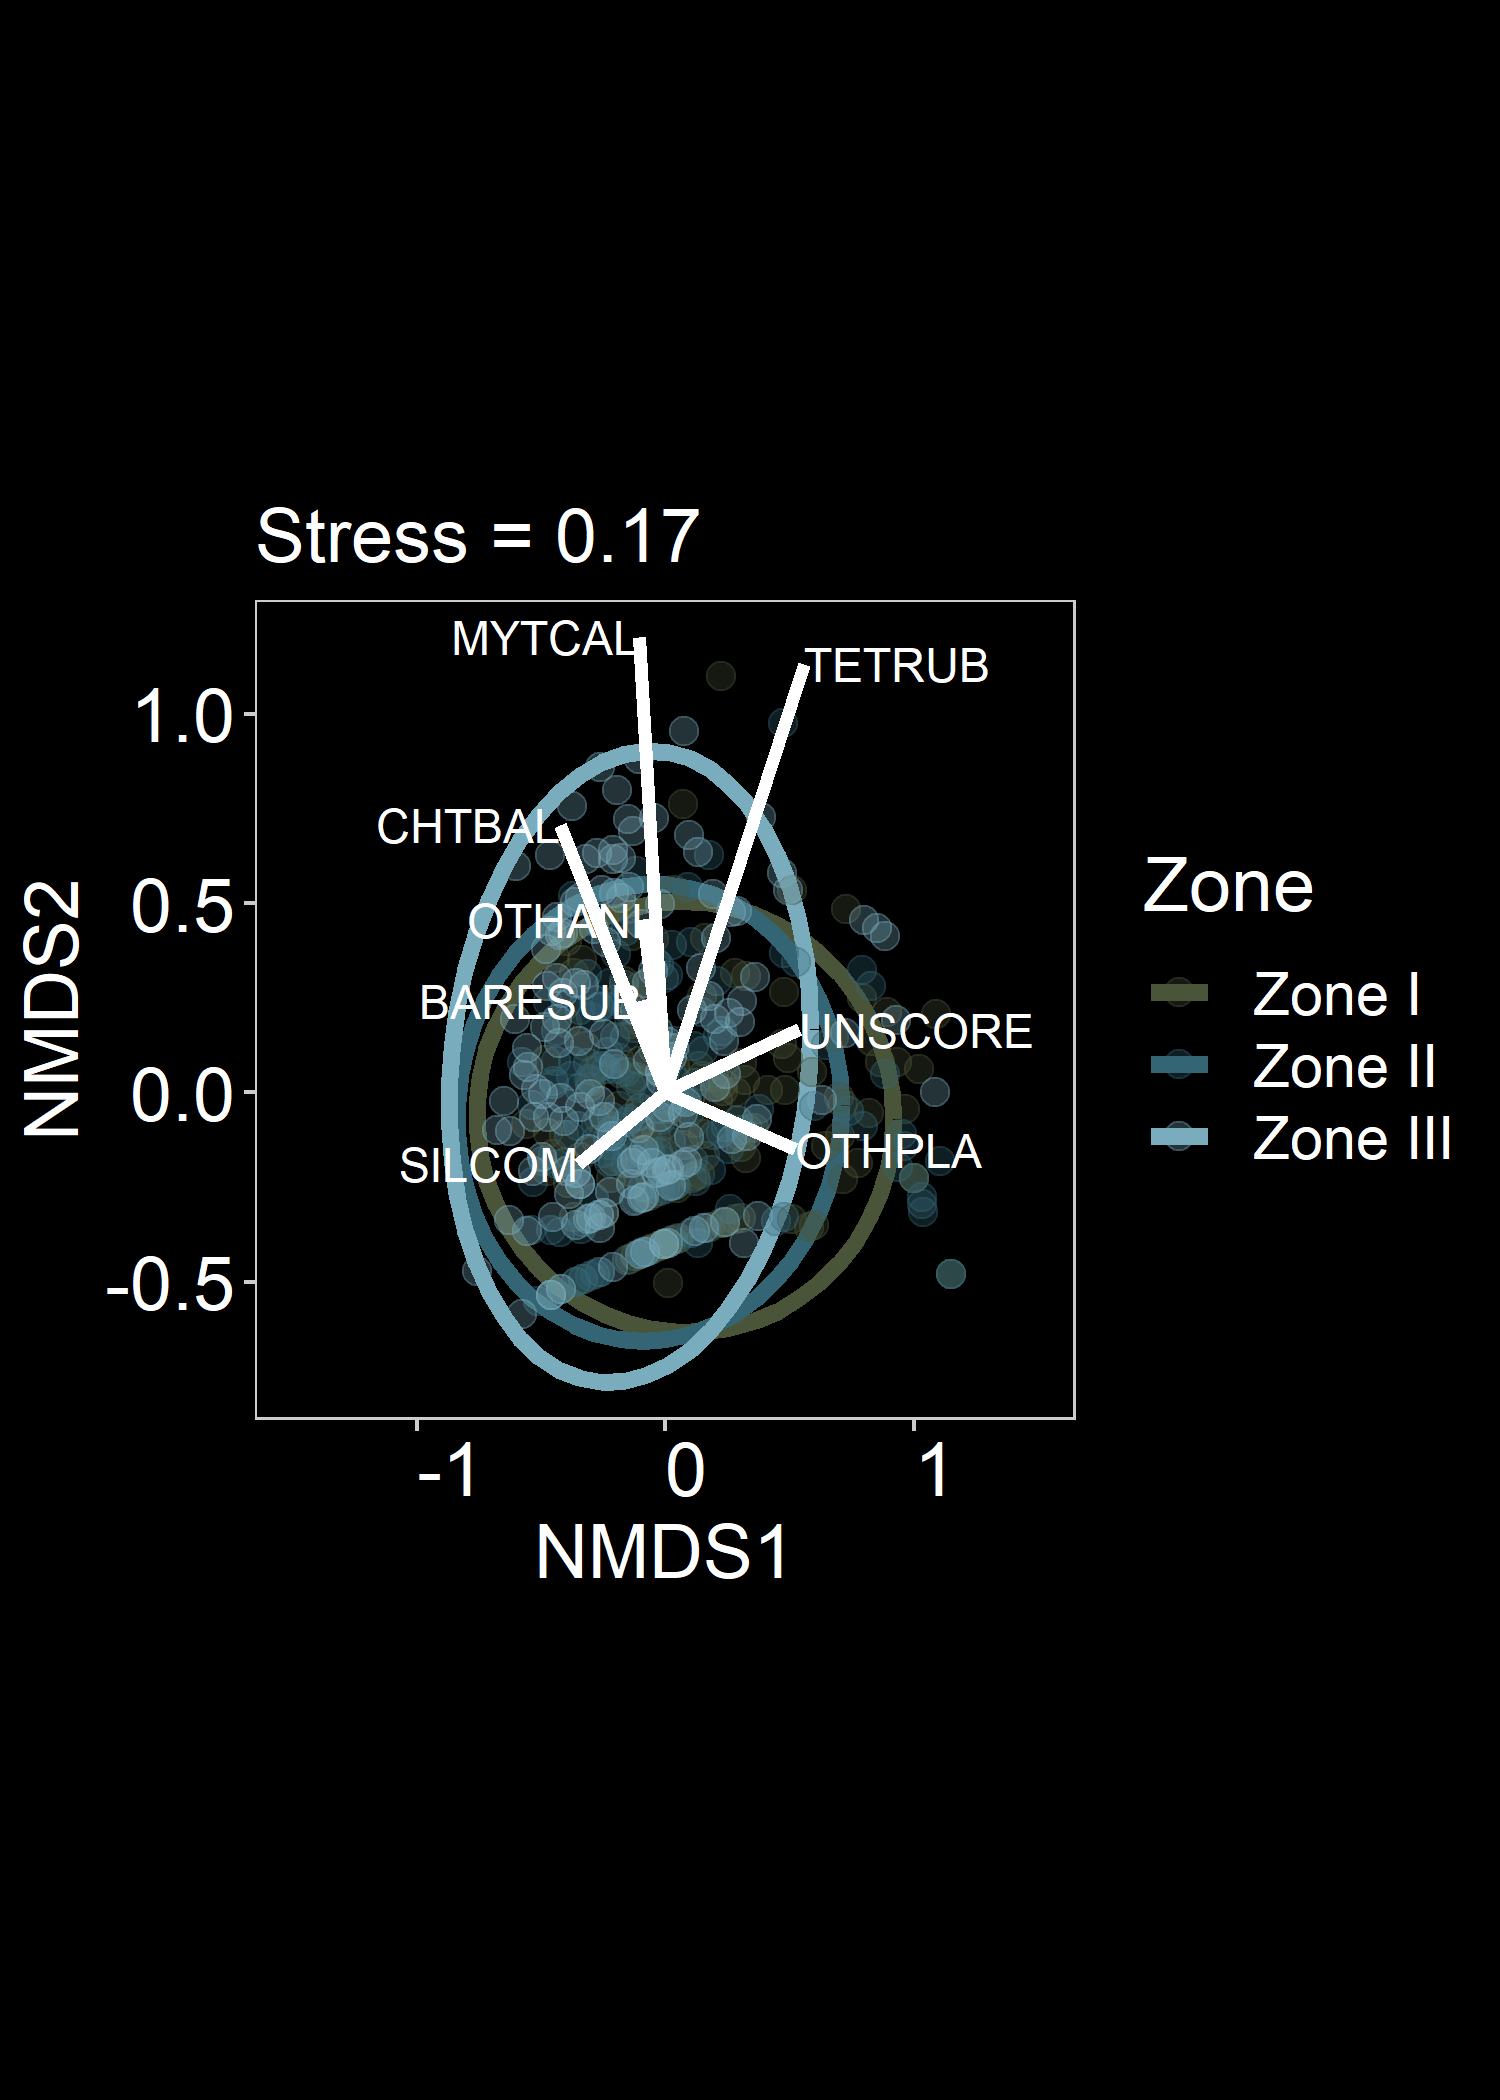 Stress = 0.17
MYTCAL
TETRUB
CHTBAL
OTHANI
BARESUB
UNSCORE
OTHPLA
SILCOM
1.0
0.5
0.0
-0.5
NMDS2
-1 0 1
NMDS1
Zone
Zone I
Zone II
Zone III